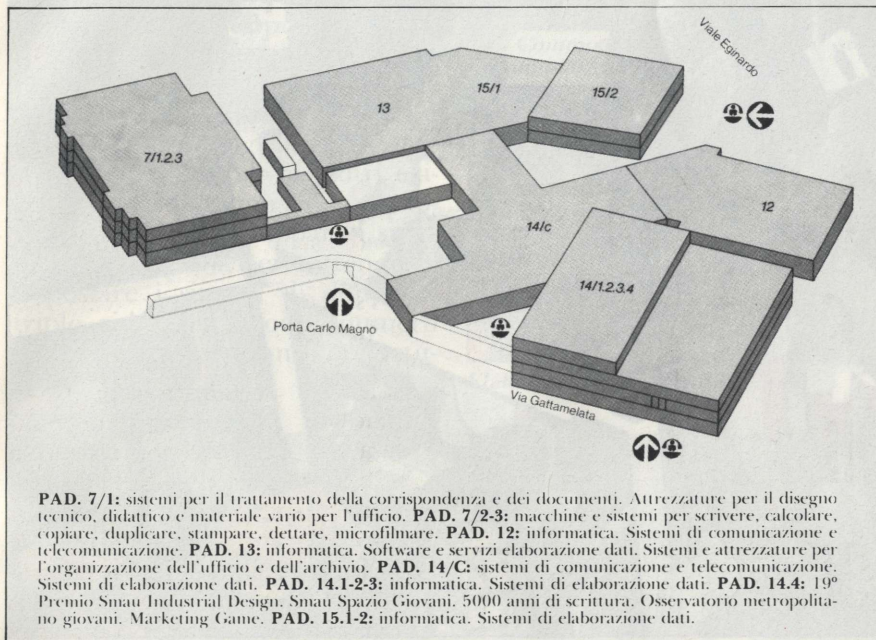 Viale Eginardo
13
15/1
15/2
7/1.2.3
12
14/c
14/1.2.3.4
Porta Carlo Magno
Via Gattamelata
PAD. 7/1: sistemi per il trattamento della corrispondenza e dei documenti. Attrezzature per il disegno
tecnico, didattico e materiale vario per l'ufficio. PAD. 7/2-3: macchine e sistemi per scrivere, calcolare,
copiare, duplicare, stampare, dettare, microfilmare. PAD. 12: informatica. Sistemi di comunicazione e
telecomunicazione. PAD. 13: informatica. Software e servizi elaborazione dati. Sistemi e attrezzature per
l'organizzazione dell'ufficio e dell'archivio. PAD. 14/C: sistemi di comunicazione e telecomunicazione.
Sistemi di elaborazione dati. PAD. 14.1-2-3: informatica. Sistemi di elaborazione dati. PAD. 14.4: 19º
Premio Smau Industrial Design. Smau Spazio Giovani. 5000 anni di scrittura. Osservatorio metropolita-
no giovani. Marketing Game. PAD. 15.1-2: informatica. Sistemi di elaborazione dati.